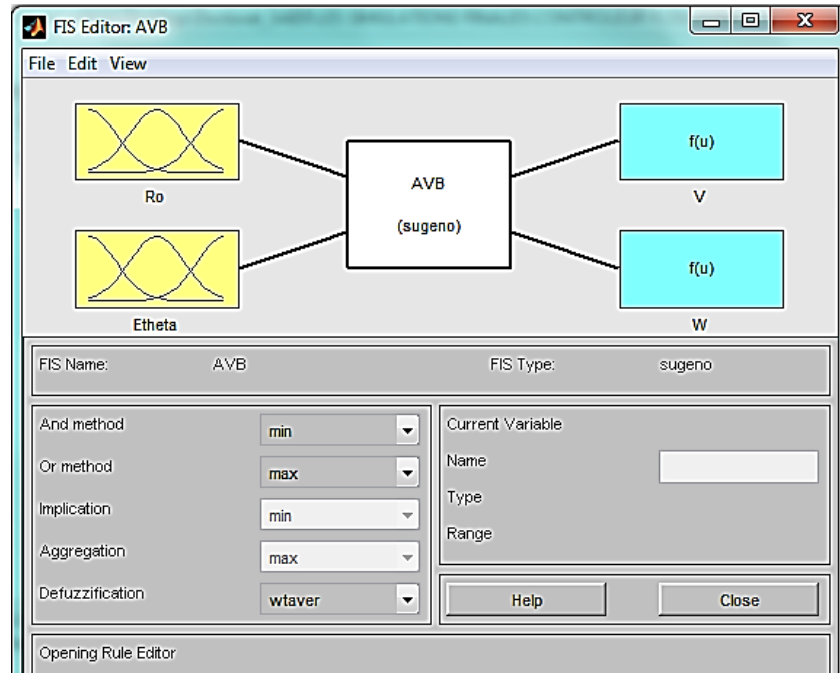 FIS Editor: AVB
File Edit View
f(u)
AVB
(sugeno)
Ro
V
f(u)
Etheta
W
FIS Name: AVB FIS Type: sugeno
And method min
Or method max
Implication min
Aggregation max
Defuzzification wtaver
Current Variable
Name
Type
Range
Help Close
Opening Rule Editor